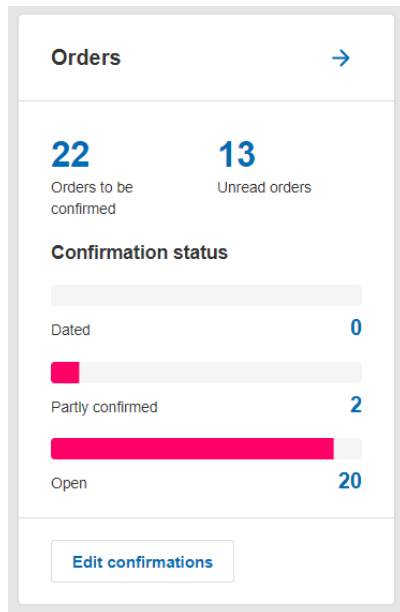 Orders
22
13
Orders to be
confirmed
Unread orders
Confirmation status
Dated
0
Partly confirmed
2
Open
20
Edit confirmations